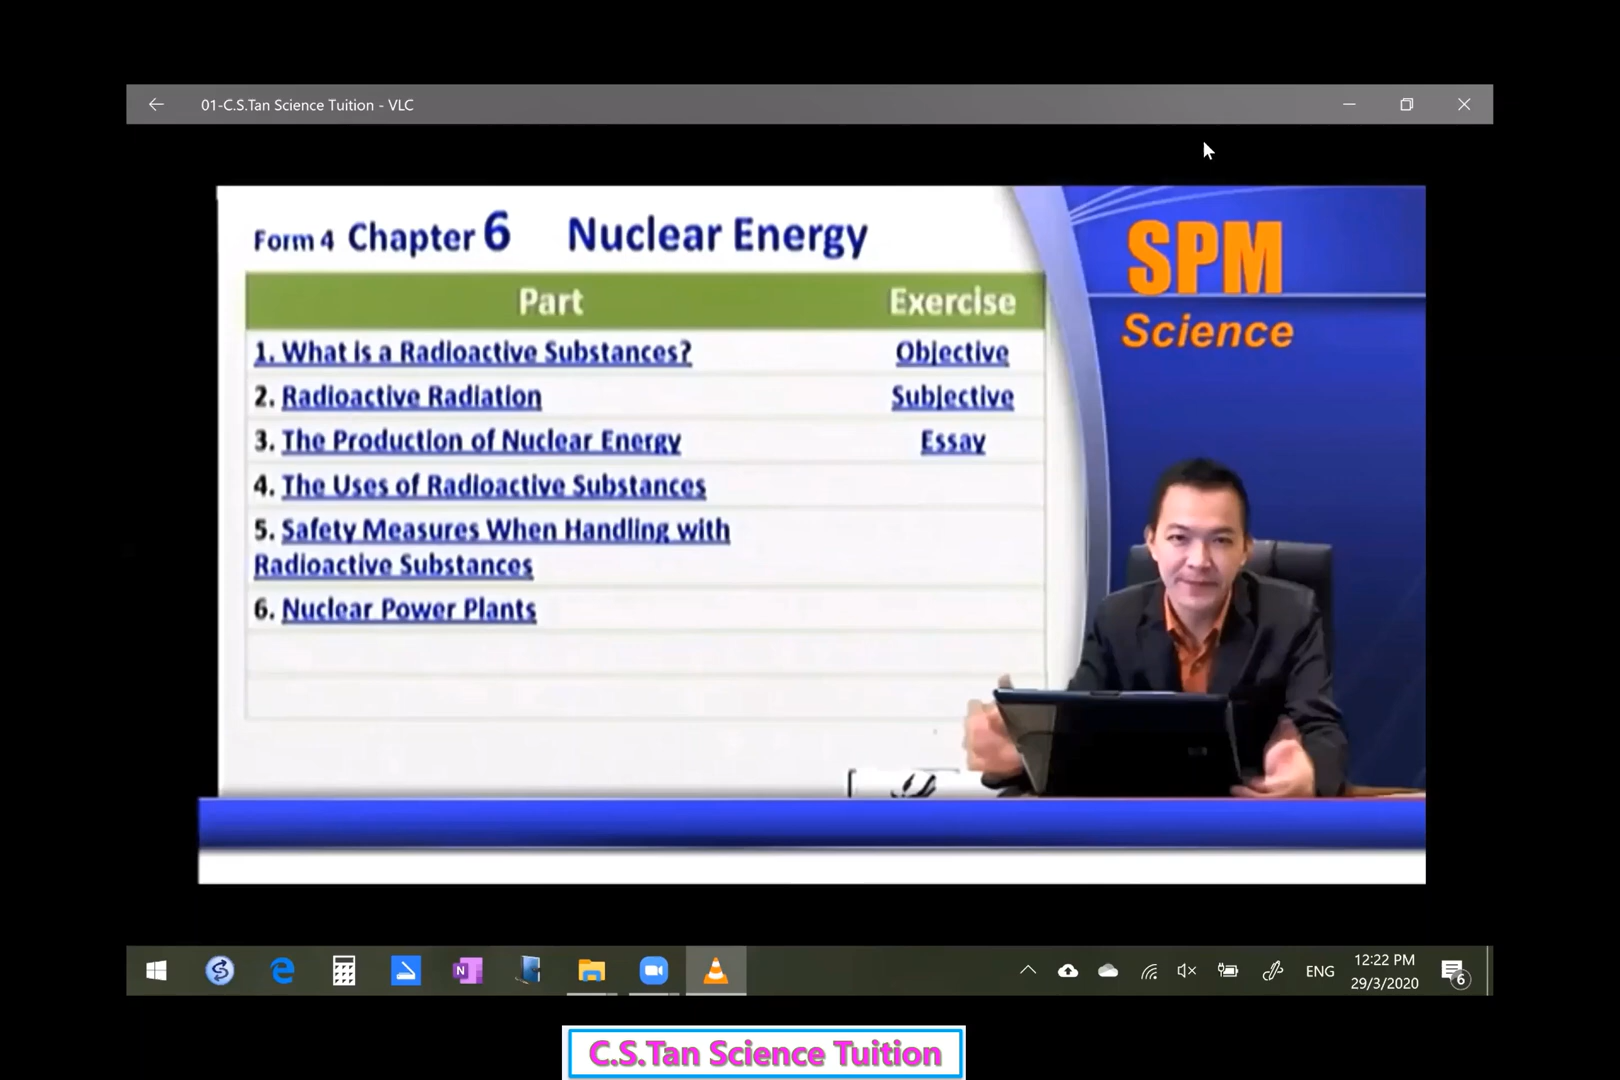 01-C.S.Tan Science Tuition - VLC
Form 4 Chapter 6 Nuclear Energy
SPM
Science
Part Exercise
1. What is a Radioactive Substances? Objective
2. Radioactive Radiation Subjective
3. The Production of Nuclear Energy Essay
4. The Uses of Radioactive Substances
5. Safety Measures When Handling with
Radioactive Substances
6. Nuclear Power Plants
ENG
12:22 PM
29/3/2020
6
C.S.Tan Science Tuition